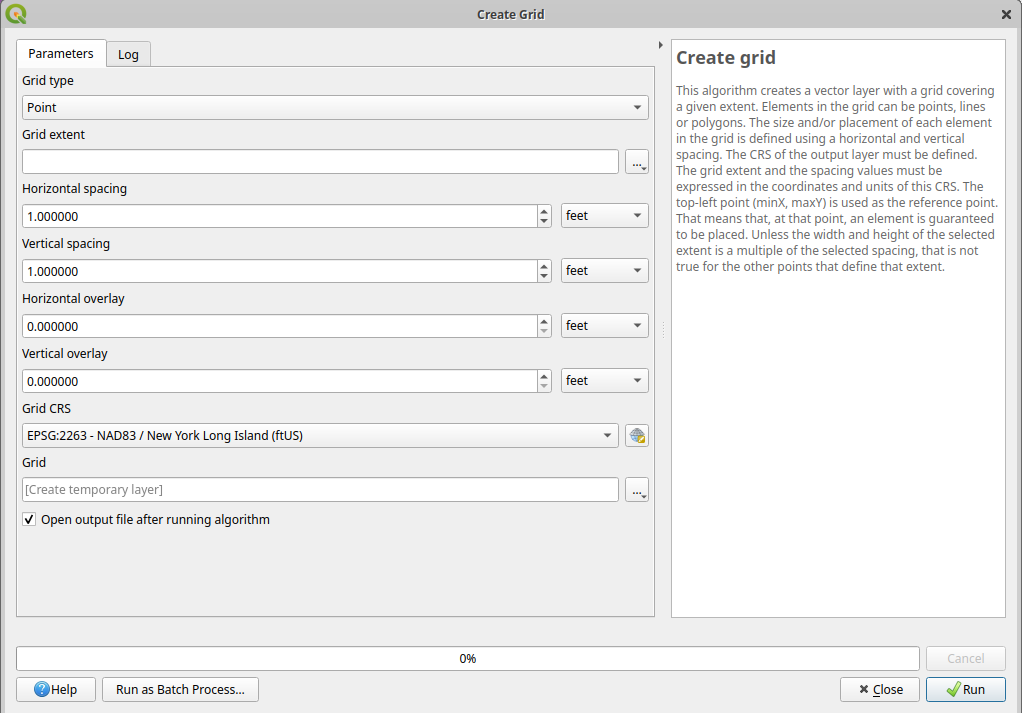 Create Grid
Parameters
Log
Grid type
Point
Grid extent
...
Horizontal spacing
1.000000
feet
Vertical spacing
1.000000
feet
Horizontal overlay
0.000000
feet
Vertical overlay
0.000000
feet
Grid CRS
EPSG:2263 - NAD83 / New York Long Island (ftUS)
Grid
[Create temporary layer]
...
Open output file after running algorithm
Create grid
This algorithm creates a vector layer with a grid covering
a given extent. Elements in the grid can be points, lines
or polygons. The size and/or placement of each element
in the grid is defined using a horizontal and vertical
spacing. The CRS of the output layer must be defined.
The grid extent and the spacing values must be
expressed in the coordinates and units of this CRS. The
top-left point (minX, maxY) is used as the reference point.
That means that, at that point, an element is guaranteed
to be placed. Unless the width and height of the selected
extent is a multiple of the selected spacing, that is not
true for the other points that define that extent.
0%
Cancel
Help
Run as Batch Process...
Close
Run